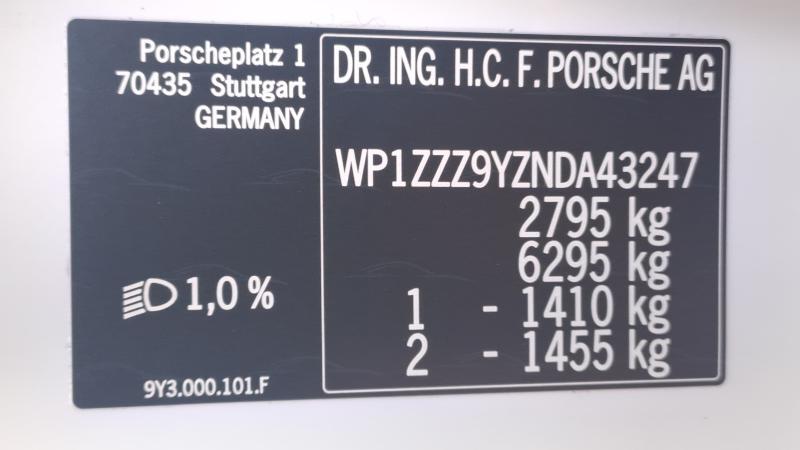 Porscheplatz 1
70435 Stuttgart
GERMANY
1,0 %
9Y3.000.101.F
DR. ING. H.C. F. PORSCHE AG
WP1ZZZ9YZNDA43247
2795 kg
6295 kg
1 - 1410 kg
2 - 1455 kg